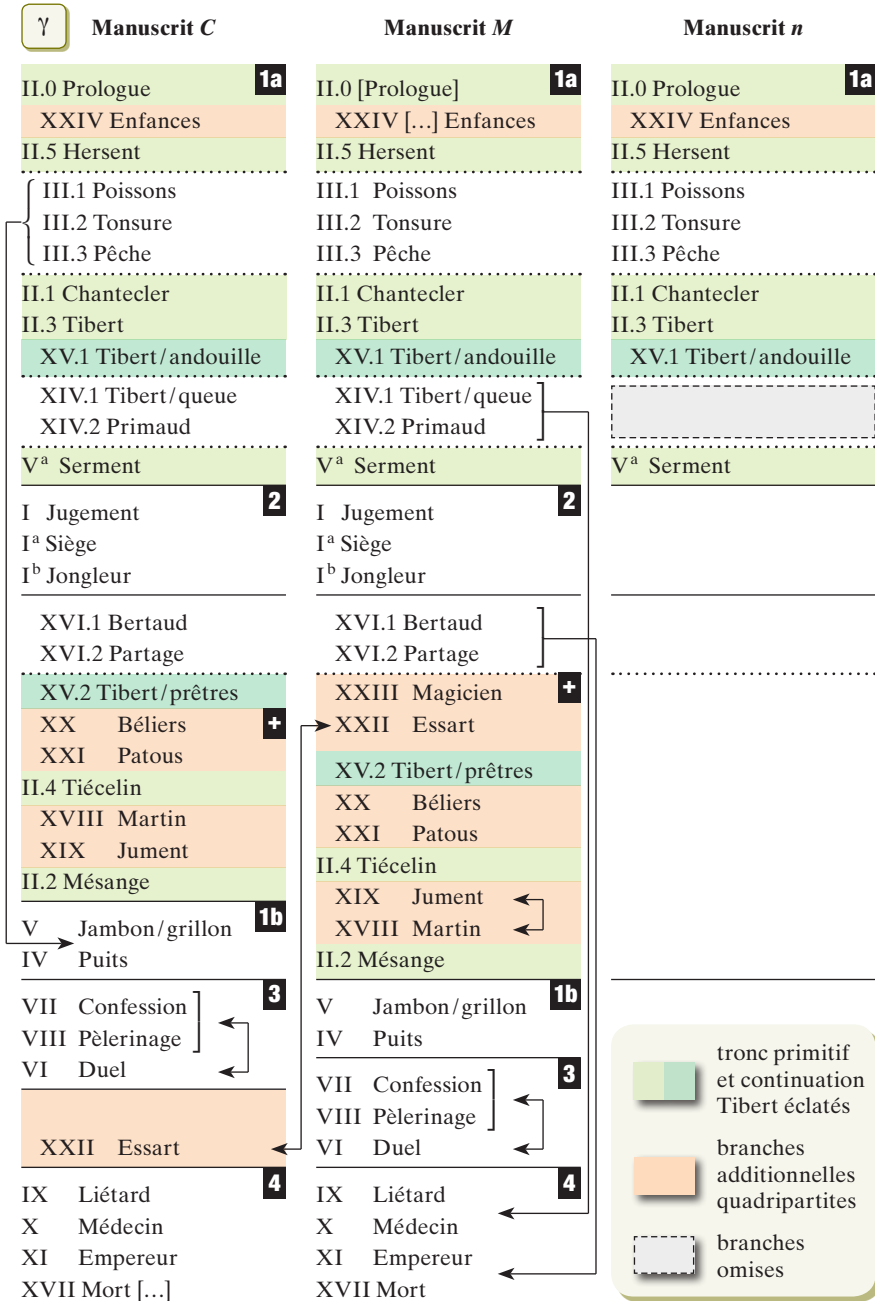 γ
Manuscrit C
II.0 Prologue 1a
XXIV Enfances
II.5 Hersent
III.1 Poissons
III.2 Tonsure
III.3 Pêche
II.1 Chantecler
II.3 Tibert
XV.1 Tibert/andouille
XIV.1 Tibert/queue
XIV.2 Primaud
Vª Serment
2
I Jugement
Iª Siège
Iᵇ Jongleur
XVI.1 Bertaud
XVI.2 Partage
XV.2 Tibert/prêtres
XX Béliers +
XXI Patous
II.4 Tiécelin
XVIII Martin
XIX Jument
II.2 Mésange
1b
V Jambon/grillon
IV Puits
3
VII Confession
VIII Pèlerinage
VI Duel
XXII Essart
4
IX Liétard
X Médecin
XI Empereur
XVII Mort […]
Manuscrit M
II.0 [Prologue] 1a
XXIV […] Enfances
II.5 Hersent
III.1 Poissons
III.2 Tonsure
III.3 Pêche
II.1 Chantecler
II.3 Tibert
XV.1 Tibert/andouille
XIV.1 Tibert/queue
XIV.2 Primaud
Vª Serment
2
I Jugement
Iª Siège
Iᵇ Jongleur
XVI.1 Bertaud
XVI.2 Partage
XXIII Magicien +
XXII Essart
XV.2 Tibert/prêtres
XX Béliers
XXI Patous
II.4 Tiécelin
XIX Jument
XVIII Martin
II.2 Mésange
1b
V Jambon/grillon
IV Puits
3
VII Confession
VIII Pèlerinage
VI Duel
4
IX Liétard
X Médecin
XI Empereur
XVII Mort
Manuscrit n
II.0 Prologue 1a
XXIV Enfances
II.5 Hersent
III.1 Poissons
III.2 Tonsure
III.3 Pêche
II.1 Chantecler
II.3 Tibert
XV.1 Tibert/andouille
Vª Serment
tronc primitif
et continuation
Tibert éclatés
branches
additionnelles
quadripartites
branches
omises